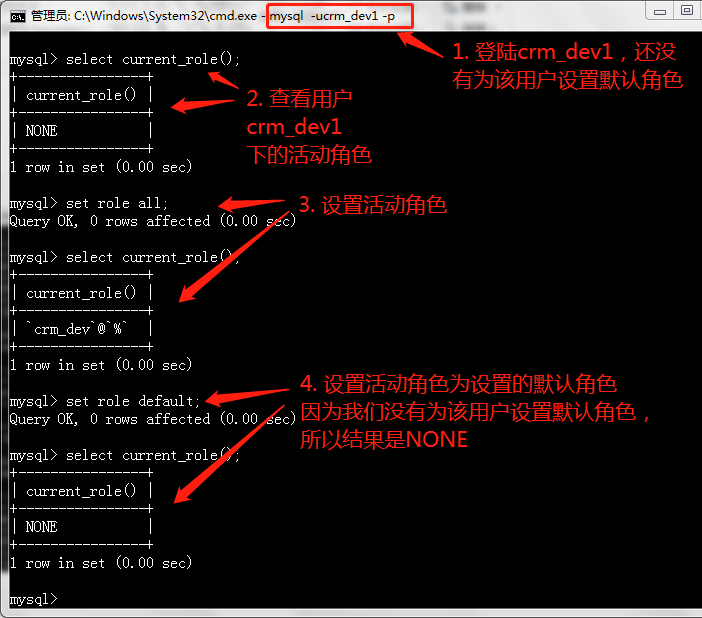 管理员: C:\Windows\System32\cmd.exe - mysql  -ucrm_dev1 -p
1. 登陆crm_dev1，还没
有为该用户设置默认角色
mysql> select current_role();
+----------------+
| current_role() |
+----------------+
| NONE           |
+----------------+
1 row in set (0.00 sec)
2. 查看用户
crm_dev1
下的活动角色
mysql> set role all;
Query OK, 0 rows affected (0.00 sec)
3. 设置活动角色
mysql> select current_role();
+----------------+
| current_role() |
+----------------+
| `crm_dev`@`%`  |
+----------------+
1 row in set (0.00 sec)
mysql> set role default;
Query OK, 0 rows affected (0.00 sec)
4. 设置活动角色为设置的默认角色
因为我们没有为该用户设置默认角色，
所以结果是NONE
mysql> select current_role();
+----------------+
| current_role() |
+----------------+
| NONE           |
+----------------+
1 row in set (0.00 sec)
mysql>